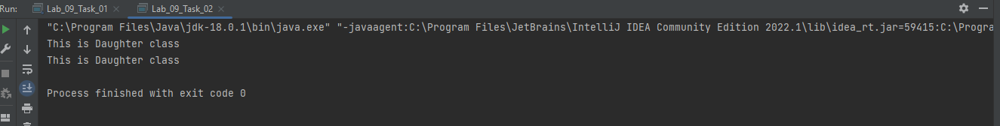 Run: Lab_09_Task_01 × Lab_09_Task_02 ×
"C:\Program Files\Java\jdk-18.0.1\bin\java.exe" "-javaagent:C:\Program Files\JetBrains\IntelliJ IDEA Community Edition 2022.1\lib\idea_rt.jar=59415:C:\Progra
This is Daughter class
This is Daughter class
Process finished with exit code 0